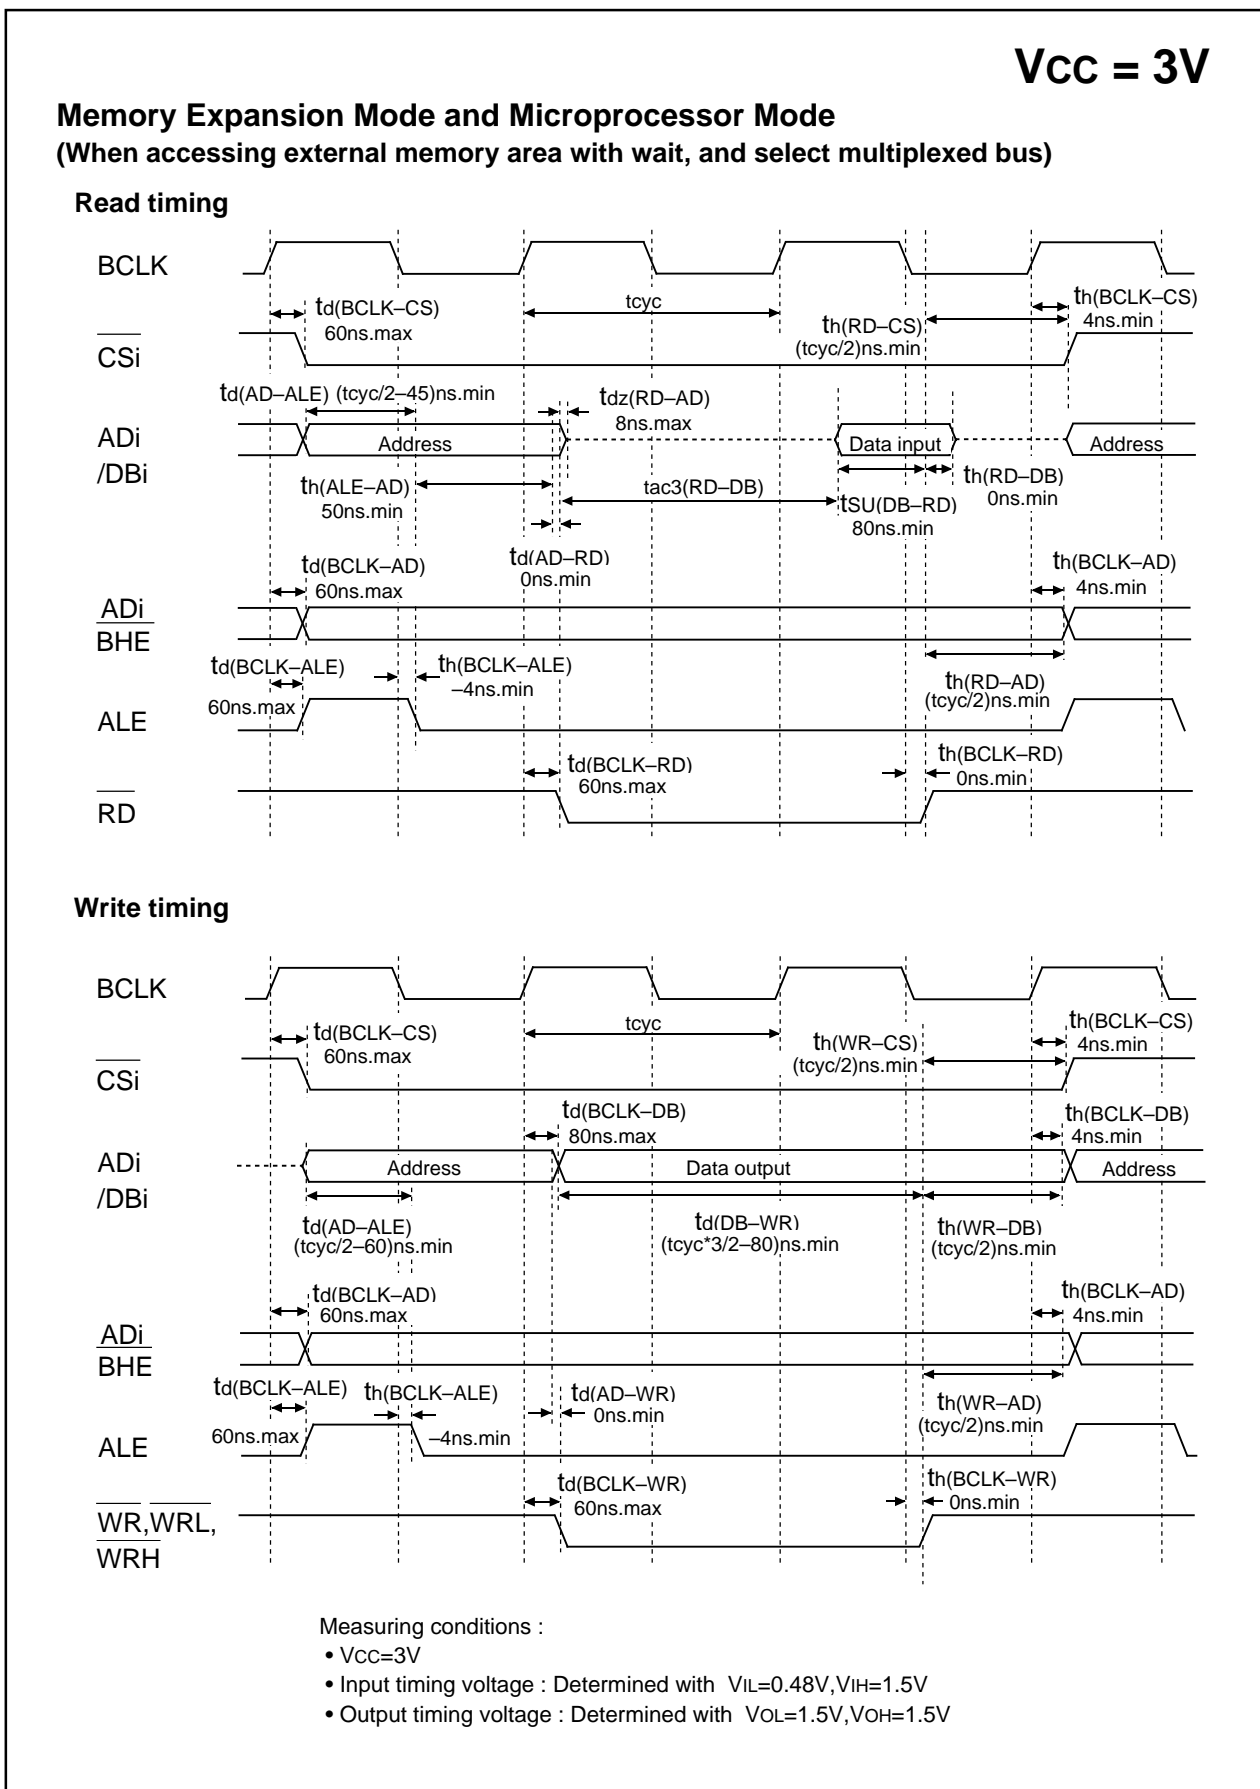 VCC = 3V
Memory Expansion Mode and Microprocessor Mode
(When accessing external memory area with wait, and select multiplexed bus)
Read timing
BCLK
td(BCLK–CS)
60ns.max
tcyc
th(RD–CS)
(tcyc/2)ns.min
th(BCLK–CS)
4ns.min
CSi
td(AD–ALE) (tcyc/2–45)ns.min
tdz(RD–AD)
8ns.max
ADi
/DBi
Address
Data input
Address
th(ALE–AD)
50ns.min
tac3(RD–DB)
tSU(DB–RD)
80ns.min
th(RD–DB)
0ns.min
td(AD–RD)
0ns.min
td(BCLK–AD)
60ns.max
th(BCLK–AD)
4ns.min
ADi
BHE
td(BCLK–ALE)
60ns.max
th(BCLK–ALE)
–4ns.min
th(RD–AD)
(tcyc/2)ns.min
ALE
td(BCLK–RD)
60ns.max
th(BCLK–RD)
0ns.min
RD
Write timing
BCLK
td(BCLK–CS)
60ns.max
tcyc
th(WR–CS)
(tcyc/2)ns.min
th(BCLK–CS)
4ns.min
CSi
td(BCLK–DB)
80ns.max
th(BCLK–DB)
4ns.min
ADi
/DBi
Address
Data output
Address
td(AD–ALE)
(tcyc/2–60)ns.min
td(DB–WR)
(tcyc*3/2–80)ns.min
th(WR–DB)
(tcyc/2)ns.min
td(BCLK–AD)
60ns.max
th(BCLK–AD)
4ns.min
ADi
BHE
td(BCLK–ALE)
60ns.max
th(BCLK–ALE)
–4ns.min
td(AD–WR)
0ns.min
th(WR–AD)
(tcyc/2)ns.min
ALE
td(BCLK–WR)
60ns.max
th(BCLK–WR)
0ns.min
WR,WRL,
WRH
Measuring conditions :
• VCC=3V
• Input timing voltage : Determined with VIL=0.48V,VIH=1.5V
• Output timing voltage : Determined with VOL=1.5V,VOH=1.5V